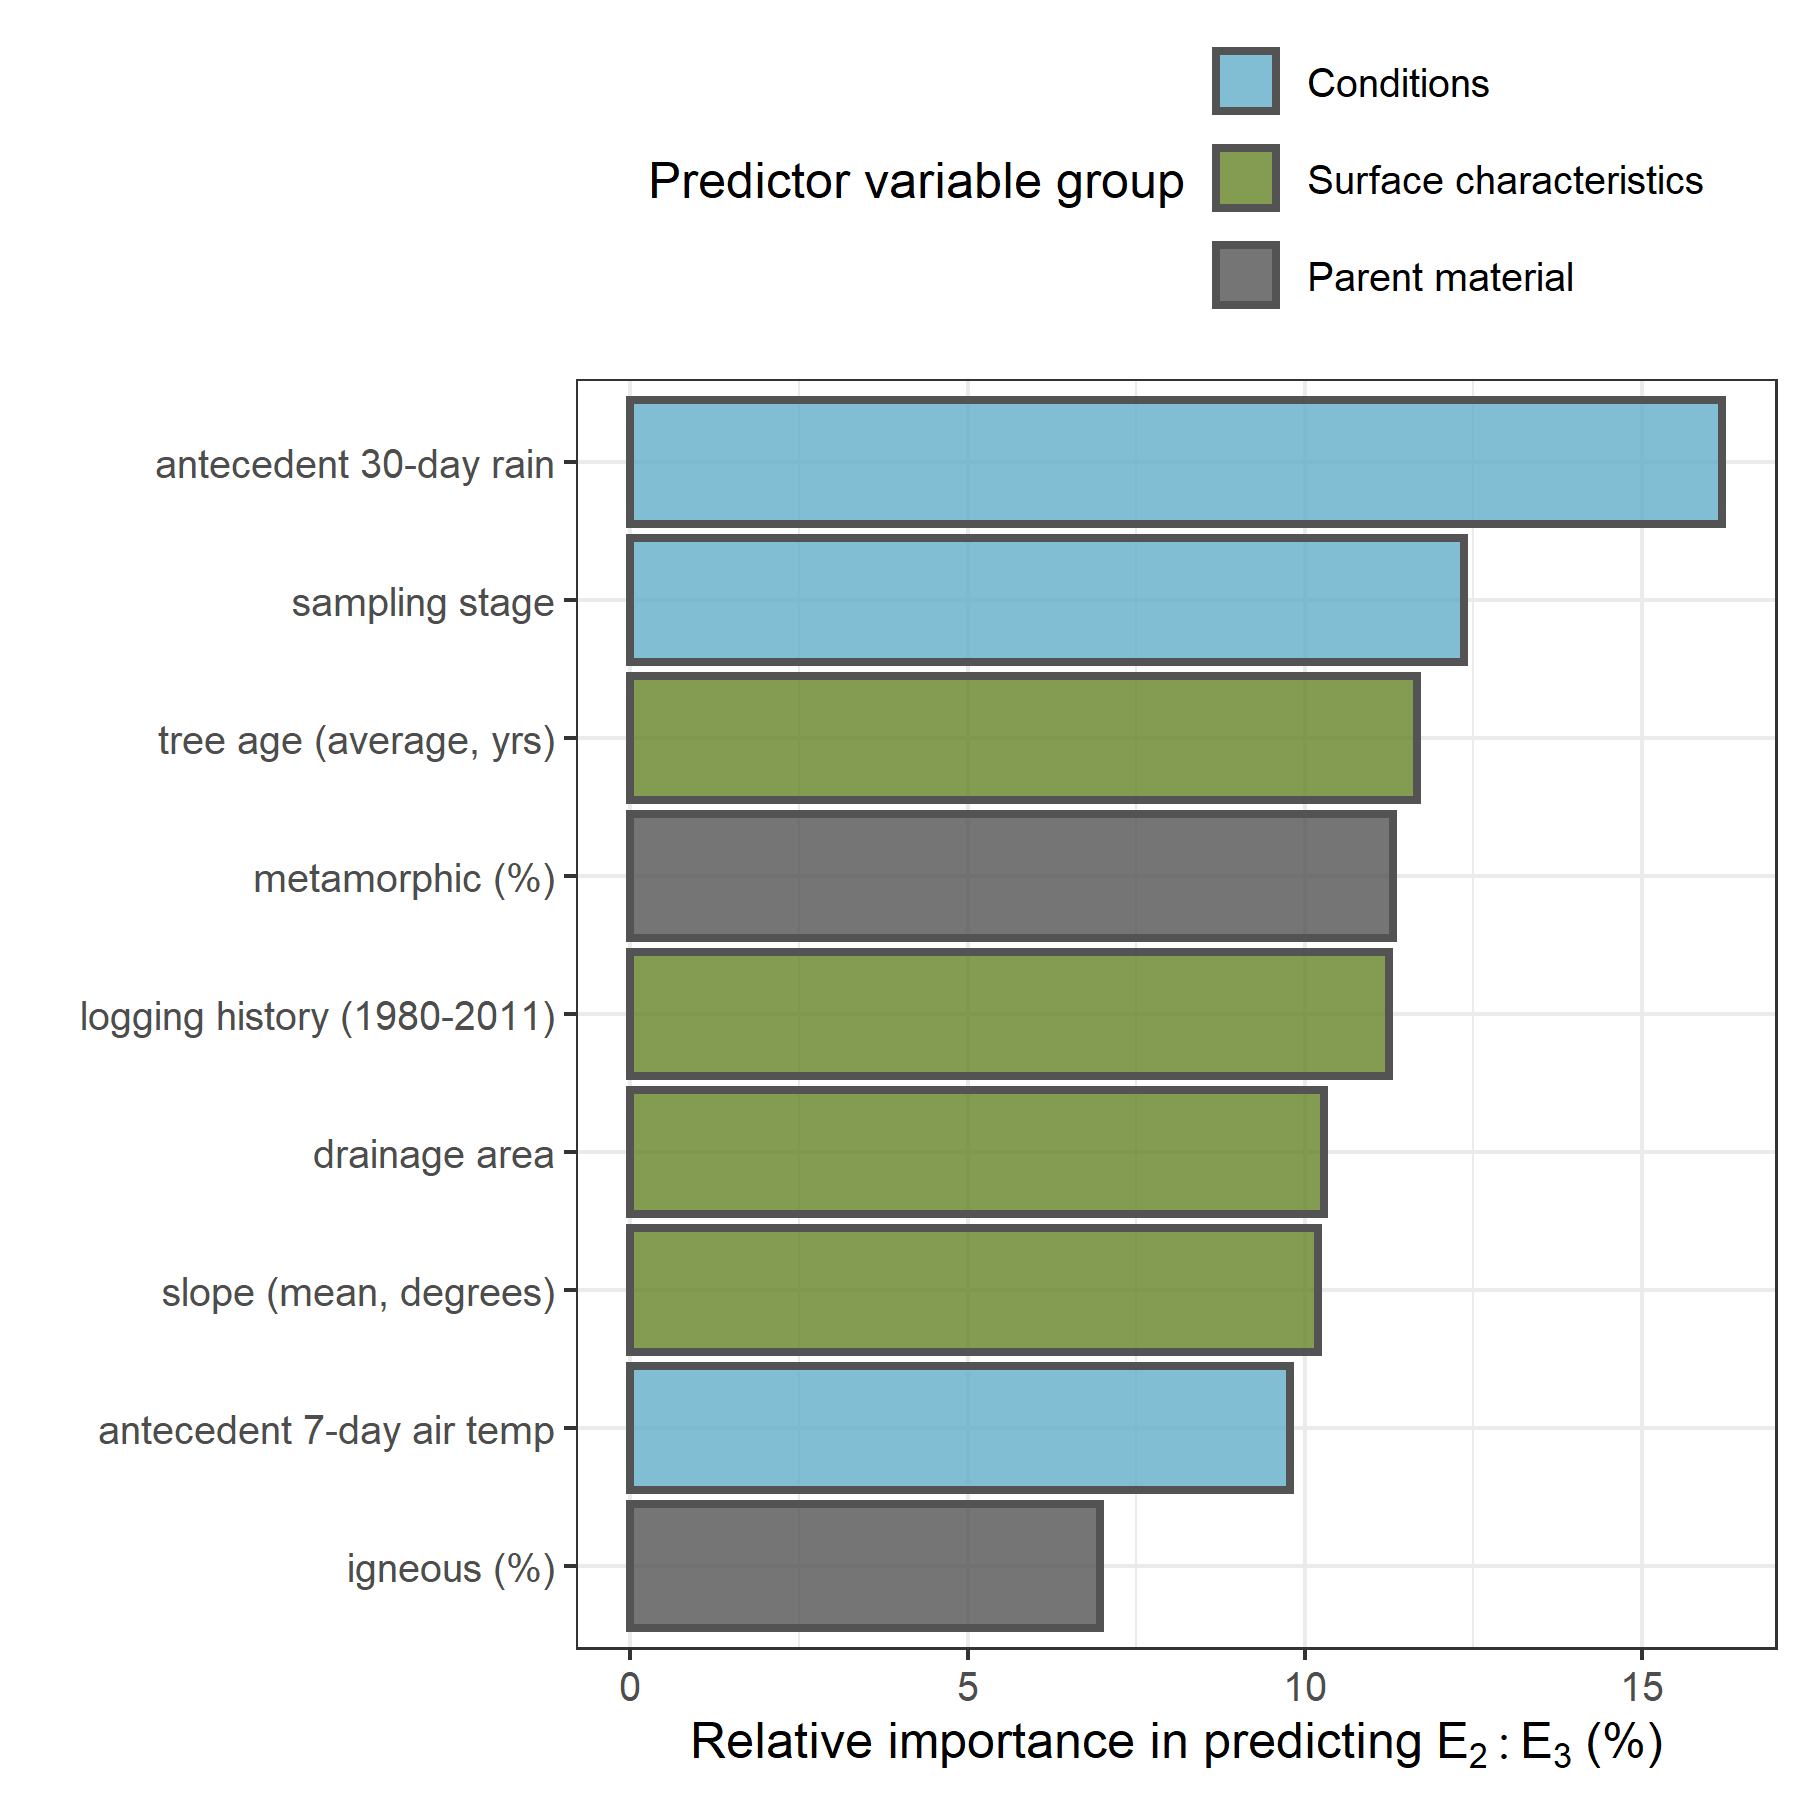 Conditions
Predictor variable group
Surface characteristics
Parent material
antecedent 30-day rain
sampling stage
tree age (average, yrs)
metamorphic (%)
logging history (1980-2011)
drainage area
slope (mean, degrees)
antecedent 7-day air temp
igneous (%)
0 5 10 15
Relative importance in predicting E₂ : E₃ (%)